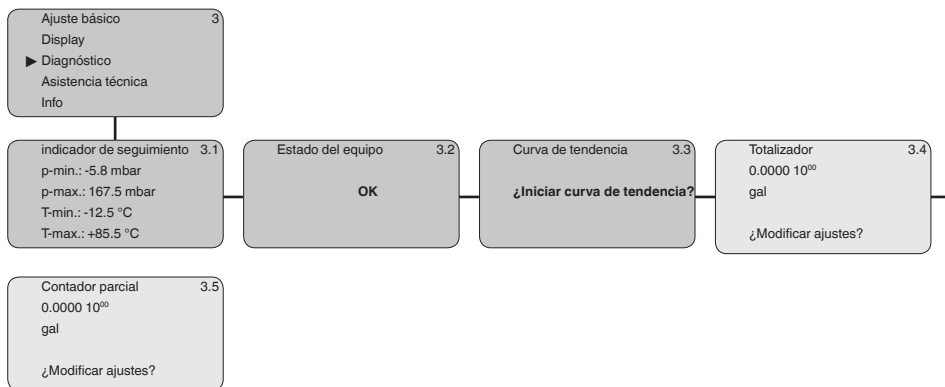 Ajuste básico 3
Display
▶ Diagnóstico
Asistencia técnica
Info
indicador de seguimiento 3.1
p-min.: -5.8 mbar
p-max.: 167.5 mbar
T-min.: -12.5 °C
T-max.: +85.5 °C
Estado del equipo 3.2
OK
Curva de tendencia 3.3
¿Iniciar curva de tendencia?
Totalizador 3.4
0.0000 10⁰⁰
gal
¿Modificar ajustes?
Contador parcial 3.5
0.0000 10⁰⁰
gal
¿Modificar ajustes?